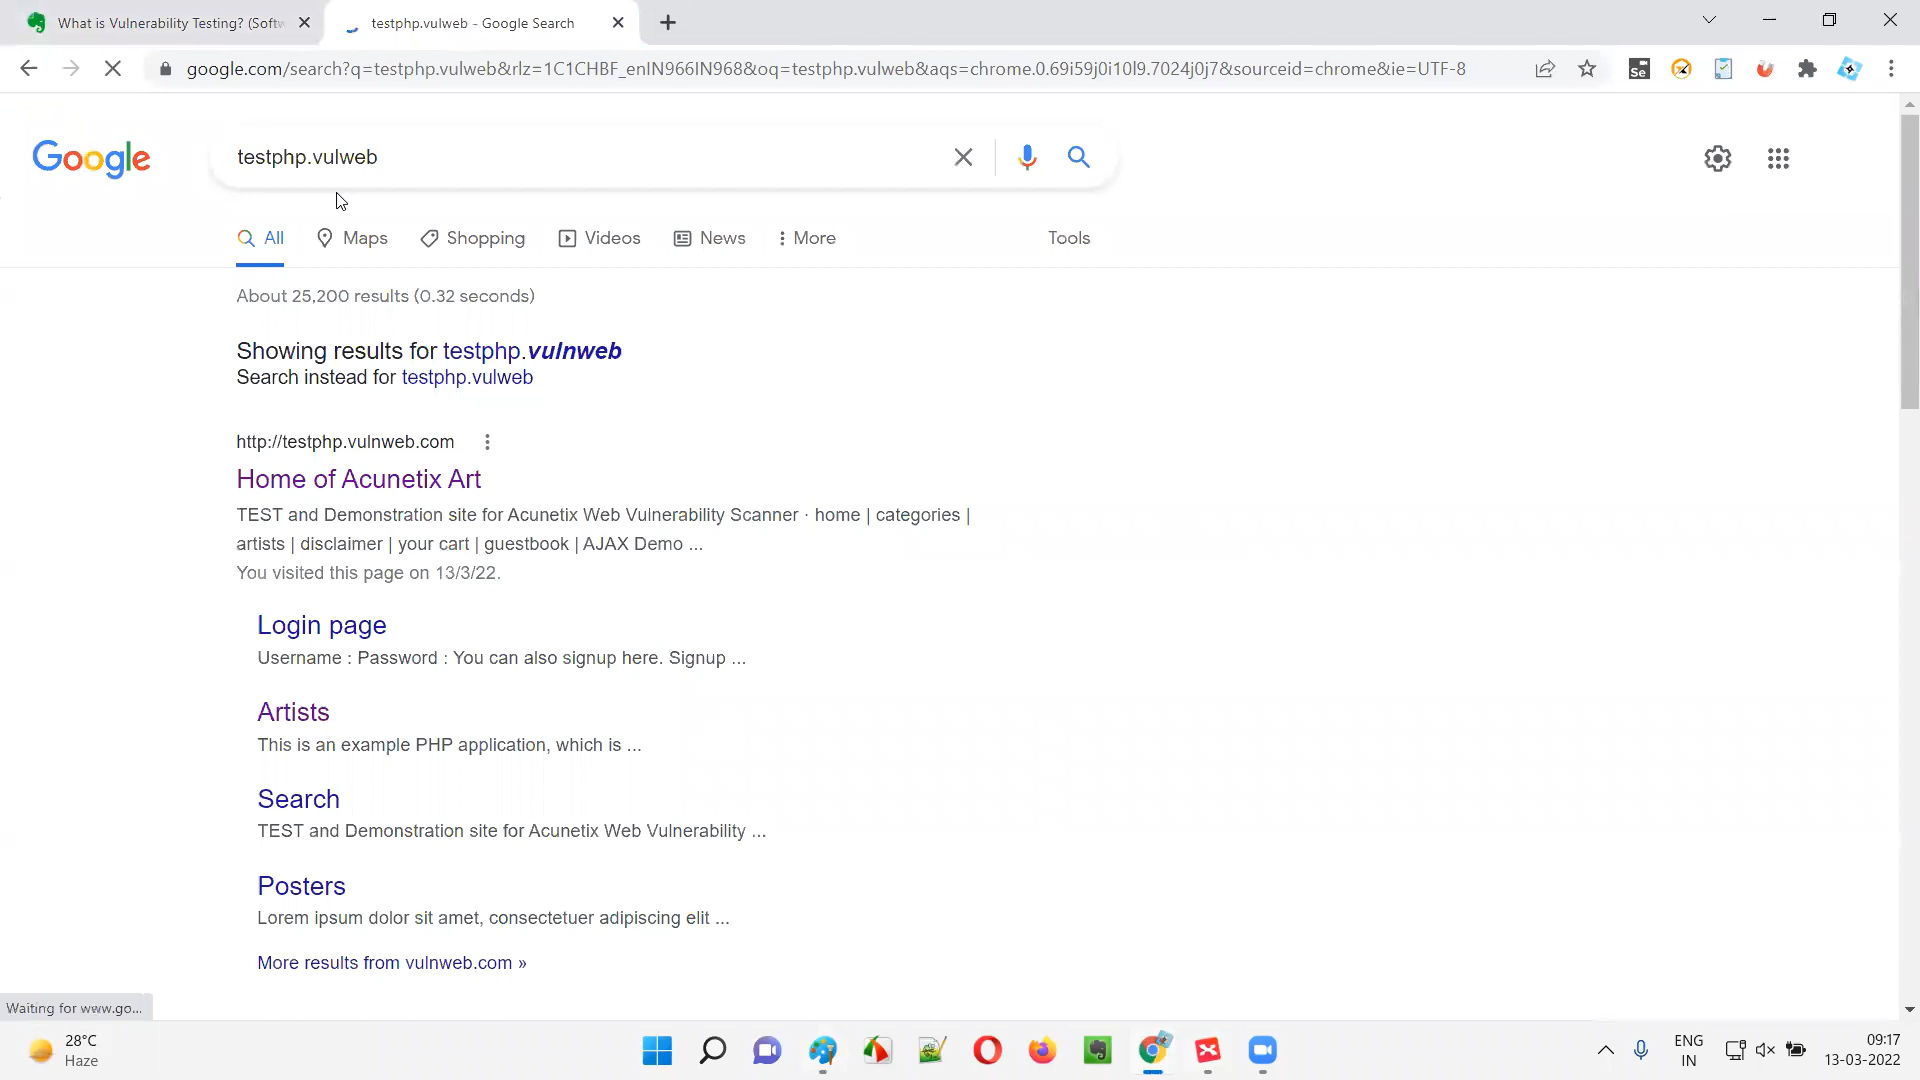 What is Vulnerability Testing? (Softw
testphp.vulweb - Google Search
google.com/search?q=testphp.vulweb&rlz=1C1CHBF_enIN966IN968&oq=testphp.vulweb&aqs=chrome.0.69i59j0i10l9.7024j0j7&sourceid=chrome&ie=UTF-8
Se
Google
testphp.vulweb
All
Maps
Shopping
Videos
News
More
Tools
About 25,200 results (0.32 seconds)
Showing results for testphp.vulnweb
Search instead for testphp.vulweb
http://testphp.vulnweb.com
Home of Acunetix Art
TEST and Demonstration site for Acunetix Web Vulnerability Scanner · home | categories |
artists | disclaimer | your cart | guestbook | AJAX Demo ...
You visited this page on 13/3/22.
Login page
Username : Password : You can also signup here. Signup ...
Artists
This is an example PHP application, which is ...
Search
TEST and Demonstration site for Acunetix Web Vulnerability ...
Posters
Lorem ipsum dolor sit amet, consectetuer adipiscing elit ...
More results from vulnweb.com »
Waiting for www.go...
28°C
Haze
ENG
IN
09:17
13-03-2022